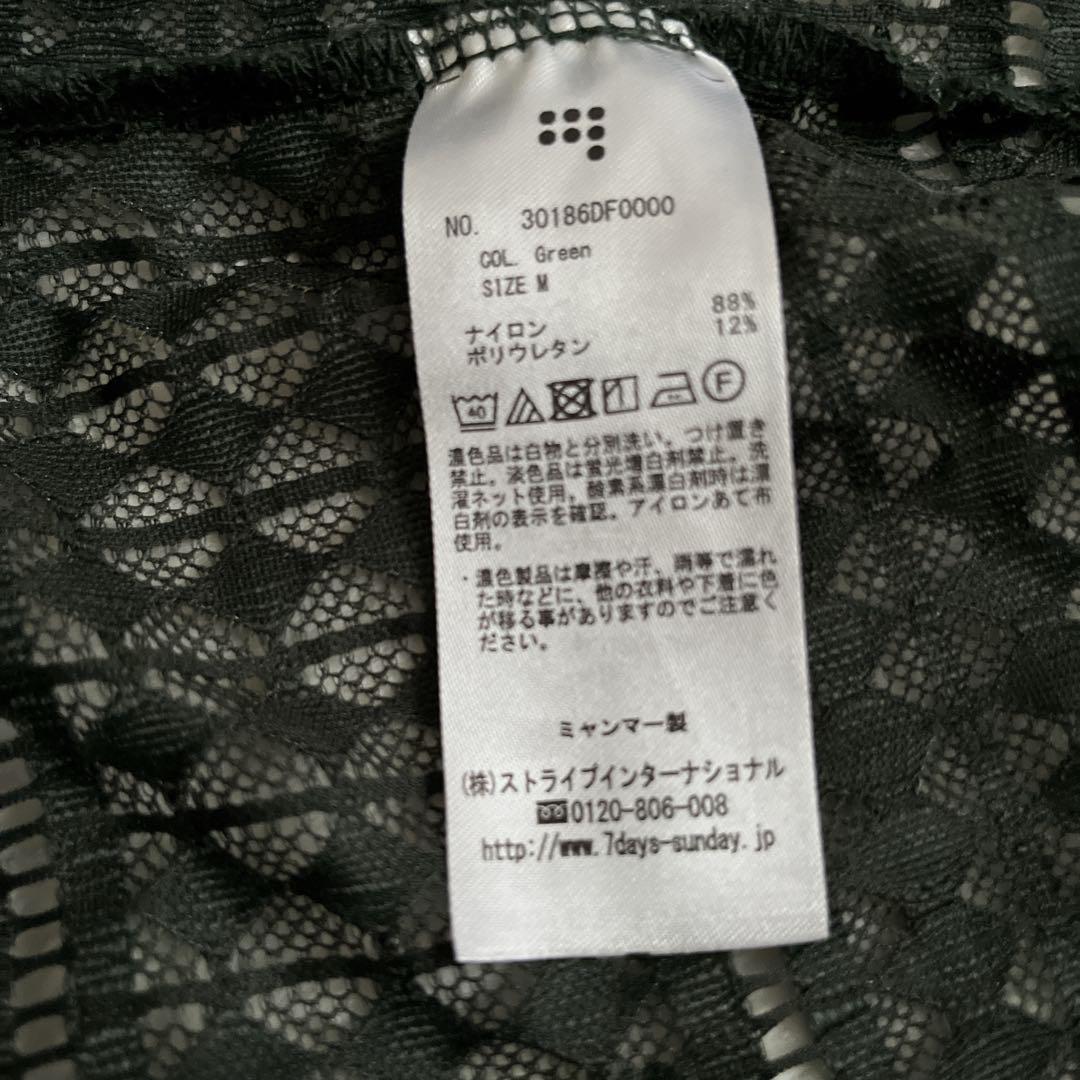 NO. 30186DF0000
COL. Green
SIZE M
ナイロン 88%
ポリウレタン 12%
40 F
濃色品は白物と分別洗い。つけ置き
禁止。淡色品は蛍光増白剤禁止。洗
濯ネット使用。酸素系漂白剤時は漂
白剤の表示を確認。アイロンあて布
使用。
・濃色製品は摩擦や汗、雨等で濡れ
た時などに、他の衣料や下着に色
が移る事がありますのでご注意く
ださい。
ミャンマー製
(株)ストライプインターナショナル
0120-806-008
http://www.7days-sunday.jp